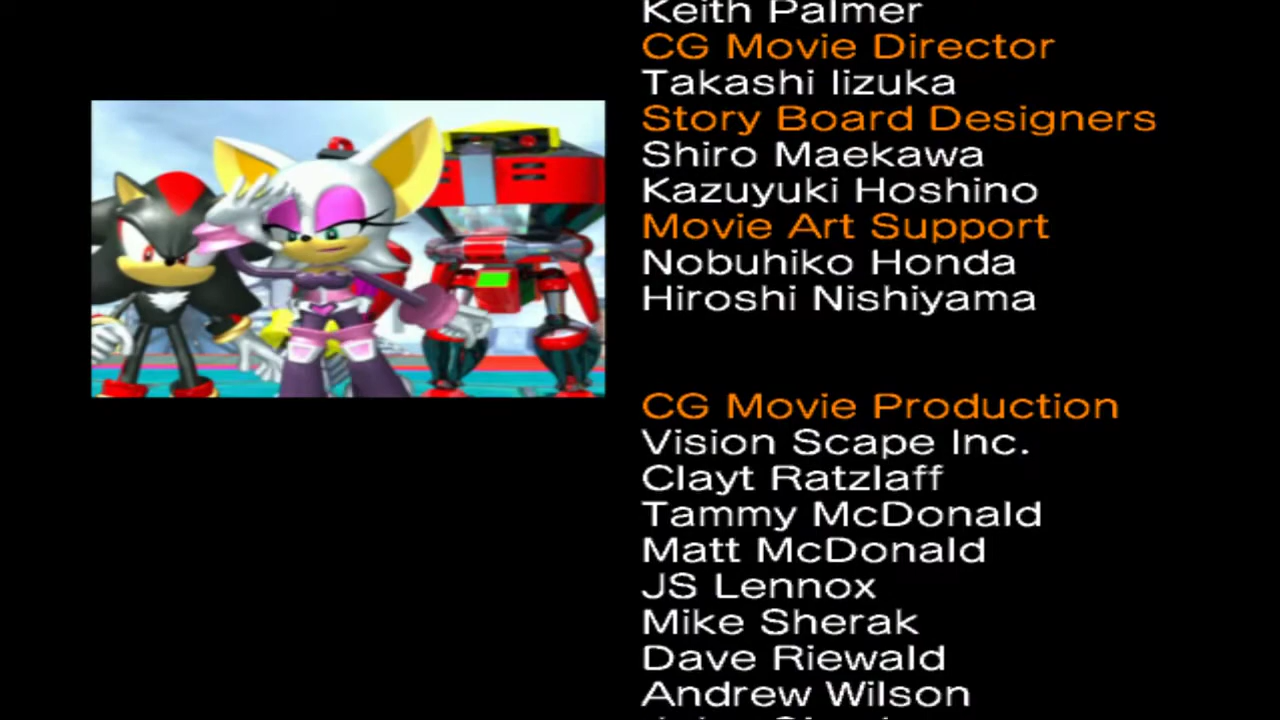 Keith Palmer
CG Movie Director
Takashi Iizuka
Story Board Designers
Shiro Maekawa
Kazuyuki Hoshino
Movie Art Support
Nobuhiko Honda
Hiroshi Nishiyama
CG Movie Production
Vision Scape Inc.
Clayt Ratzlaff
Tammy McDonald
Matt McDonald
JS Lennox
Mike Sherak
Dave Riewald
Andrew Wilson